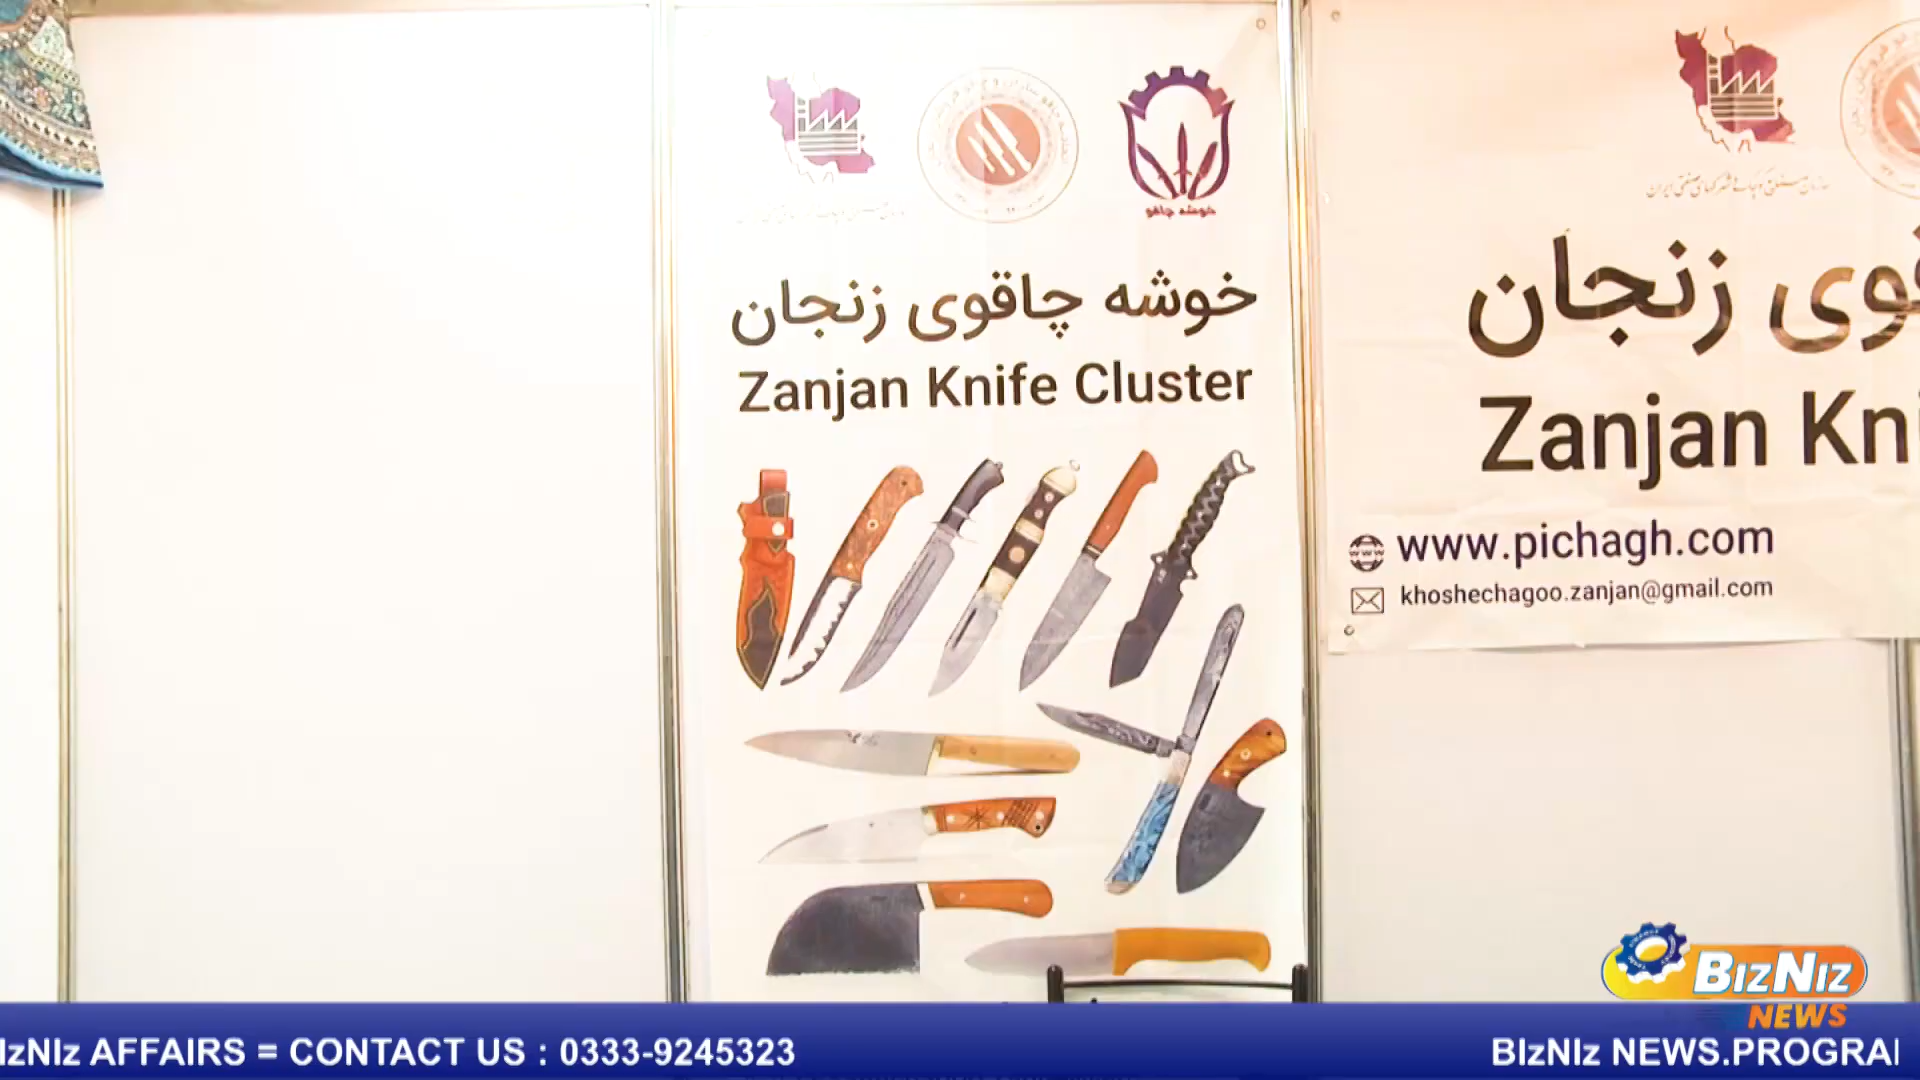 خوشه چاقو
خوشه چاقوی زنجان
Zanjan Knife Cluster
قوی زنجان
Zanjan Kni
www.pichagh.com
khoshechagoo.zanjan@gmail.com
BIZNIZ
NEWS
IzNIz AFFAIRS = CONTACT US : 0333-9245323
BIzNIz NEWS.PROGRA